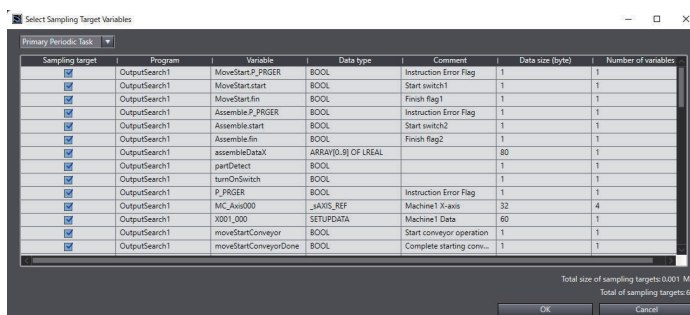 Select Sampling Target Variables
Primary Periodic Task
Sampling target Program Variable Data type Comment Data size (byte) Number of variables
OutputSearch1 MoveStart.P_PRGER BOOL Instruction Error Flag 1 1
OutputSearch1 MoveStart.start BOOL Start switch1 1 1
OutputSearch1 MoveStart.fin BOOL Finish flag1 1 1
OutputSearch1 Assemble.P_PRGER BOOL Instruction Error Flag 1 1
OutputSearch1 Assemble.start BOOL Start switch2 1 1
OutputSearch1 Assemble.fin BOOL Finish flag2 1 1
OutputSearch1 assembleDataX ARRAY[0..9] OF LREAL 80 1
OutputSearch1 partDetect BOOL 1 1
OutputSearch1 turnOnSwitch BOOL 1 1
OutputSearch1 P_PRGER BOOL Instruction Error Flag 1 1
OutputSearch1 MC_Axis000 _sAXIS_REF Machine1 X-axis 32 4
OutputSearch1 X001_000 SETUPDATA Machine1 Data 60 1
OutputSearch1 moveStartConveyor BOOL Start conveyor operation 1 1
OutputSearch1 moveStartConveyorDone BOOL Complete starting conv... 1 1
Total size of sampling targets: 0.001 M
Total of sampling targets: 6
OK Cancel